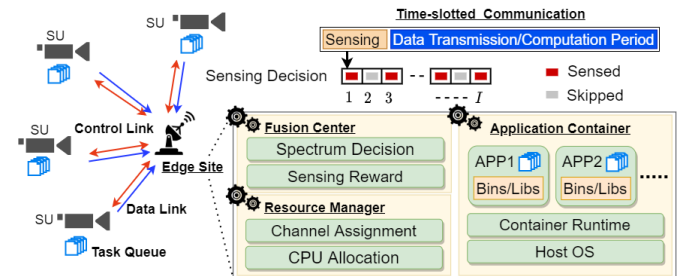 Time-slotted Communication
Sensing Data Transmission/Computation Period
Sensing Decision
1 2 3 I
Sensed
Skipped
SU
SU
SU
SU
Control Link
Edge Site
Data Link
Task Queue
Fusion Center
Spectrum Decision
Sensing Reward
Resource Manager
Channel Assignment
CPU Allocation
Application Container
APP1 APP2
Bins/Libs Bins/Libs
Container Runtime
Host OS